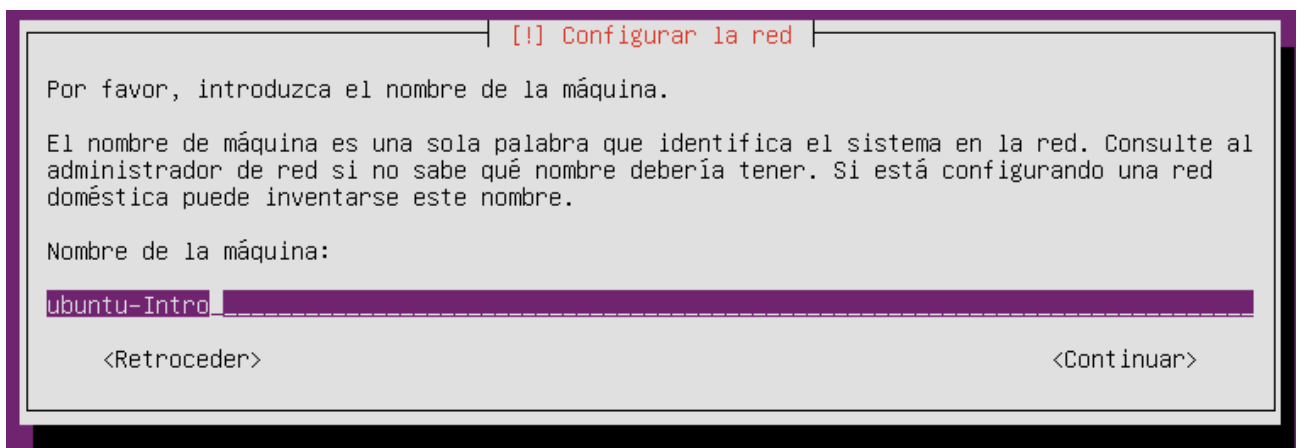 [!] Configurar la red
Por favor, introduzca el nombre de la máquina.
El nombre de máquina es una sola palabra que identifica el sistema en la red. Consulte al
administrador de red si no sabe qué nombre debería tener. Si está configurando una red
doméstica puede inventarse este nombre.
Nombre de la máquina:
ubuntu-Intro
<Retroceder> <Continuar>